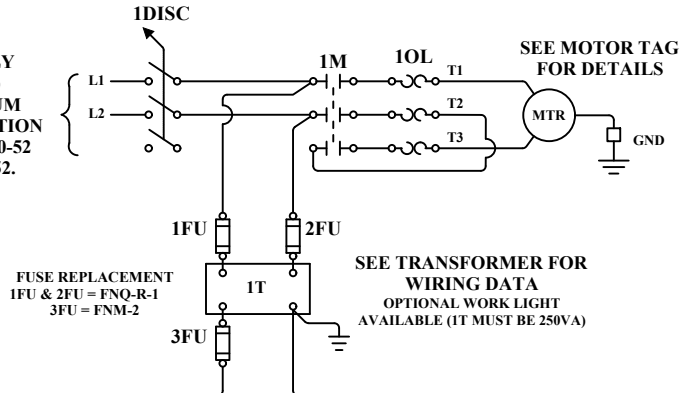 1DISC
LY
UM
TION
0-52
52.
L1
L2
1M
1OL
T1
T2
T3
SEE MOTOR TAG
FOR DETAILS
MTR
GND
1FU
2FU
FUSE REPLACEMENT
1FU & 2FU = FNQ-R-1
3FU = FNM-2
1T
SEE TRANSFORMER FOR
WIRING DATA
OPTIONAL WORK LIGHT
AVAILABLE (1T MUST BE 250VA)
3FU